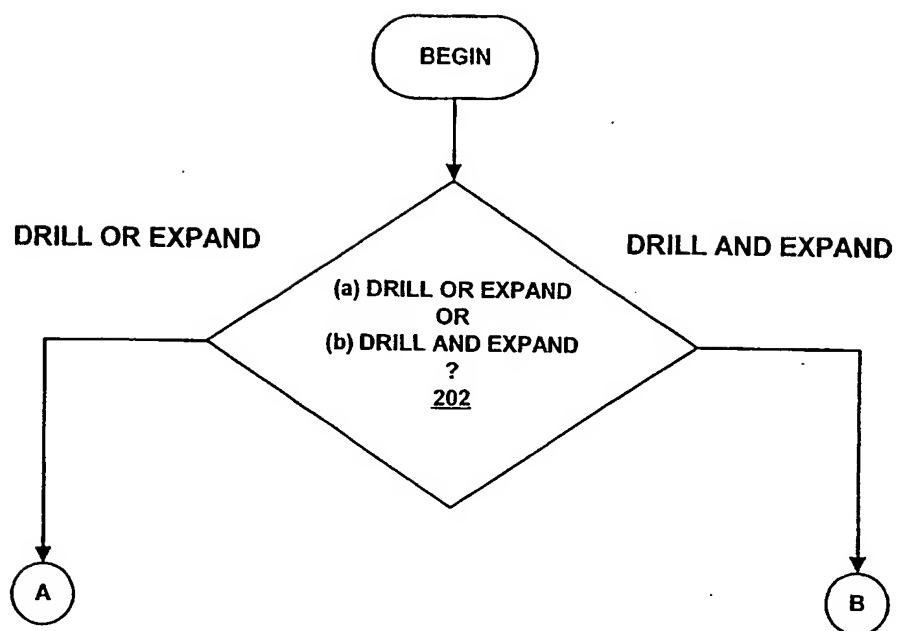 BEGIN
DRILL OR EXPAND
DRILL AND EXPAND
(a) DRILL OR EXPAND
OR
(b) DRILL AND EXPAND
?
202
A
B